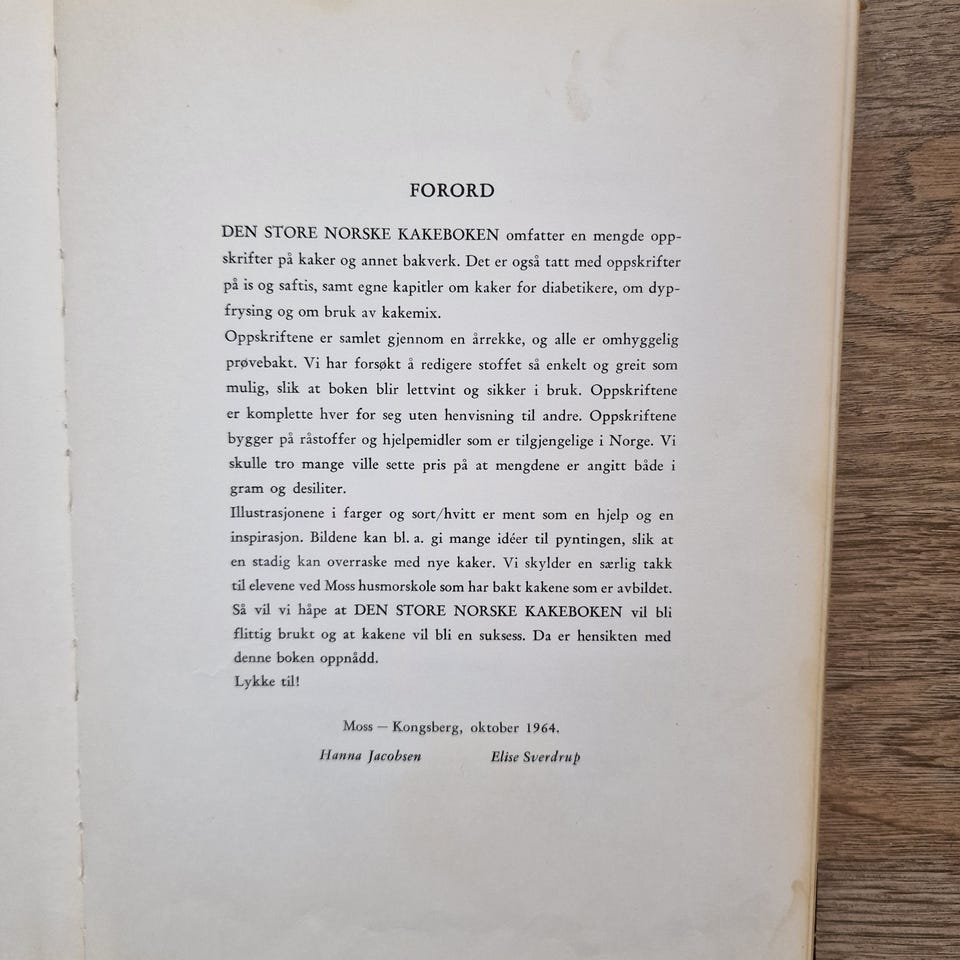 FORORD
DEN STORE NORSKE KAKEBOKEN omfatter en mengde opp-
skrifter på kaker og annet bakverk. Det er også tatt med oppskrifter
på is og saftis, samt egne kapitler om kaker for diabetikere, om dyp-
frysing og om bruk av kakemix.
Oppskriftene er samlet gjennom en årrekke, og alle er omhyggelig
prøvebakt. Vi har forsøkt å redigere stoffet så enkelt og greit som
mulig, slik at boken blir lettvint og sikker i bruk. Oppskriftene
er komplette hver for seg uten henvisning til andre. Oppskriftene
bygger på råstoffer og hjelpemidler som er tilgjengelige i Norge. Vi
skulle tro mange ville sette pris på at mengdene er angitt både i
gram og desiliter.
Illustrasjonene i farger og sort/hvitt er ment som en hjelp og en
inspirasjon. Bildene kan bl. a. gi mange idéer til pyntingen, slik at
en stadig kan overraske med nye kaker. Vi skylder en særlig takk
til elevene ved Moss husmorskole som har bakt kakene som er avbildet.
Så vil vi håpe at DEN STORE NORSKE KAKEBOKEN vil bli
flittig brukt og at kakene vil bli en suksess. Da er hensikten med
denne boken oppnådd.
Lykke til!
Moss — Kongsberg, oktober 1964.
Hanna Jacobsen Elise Sverdrup